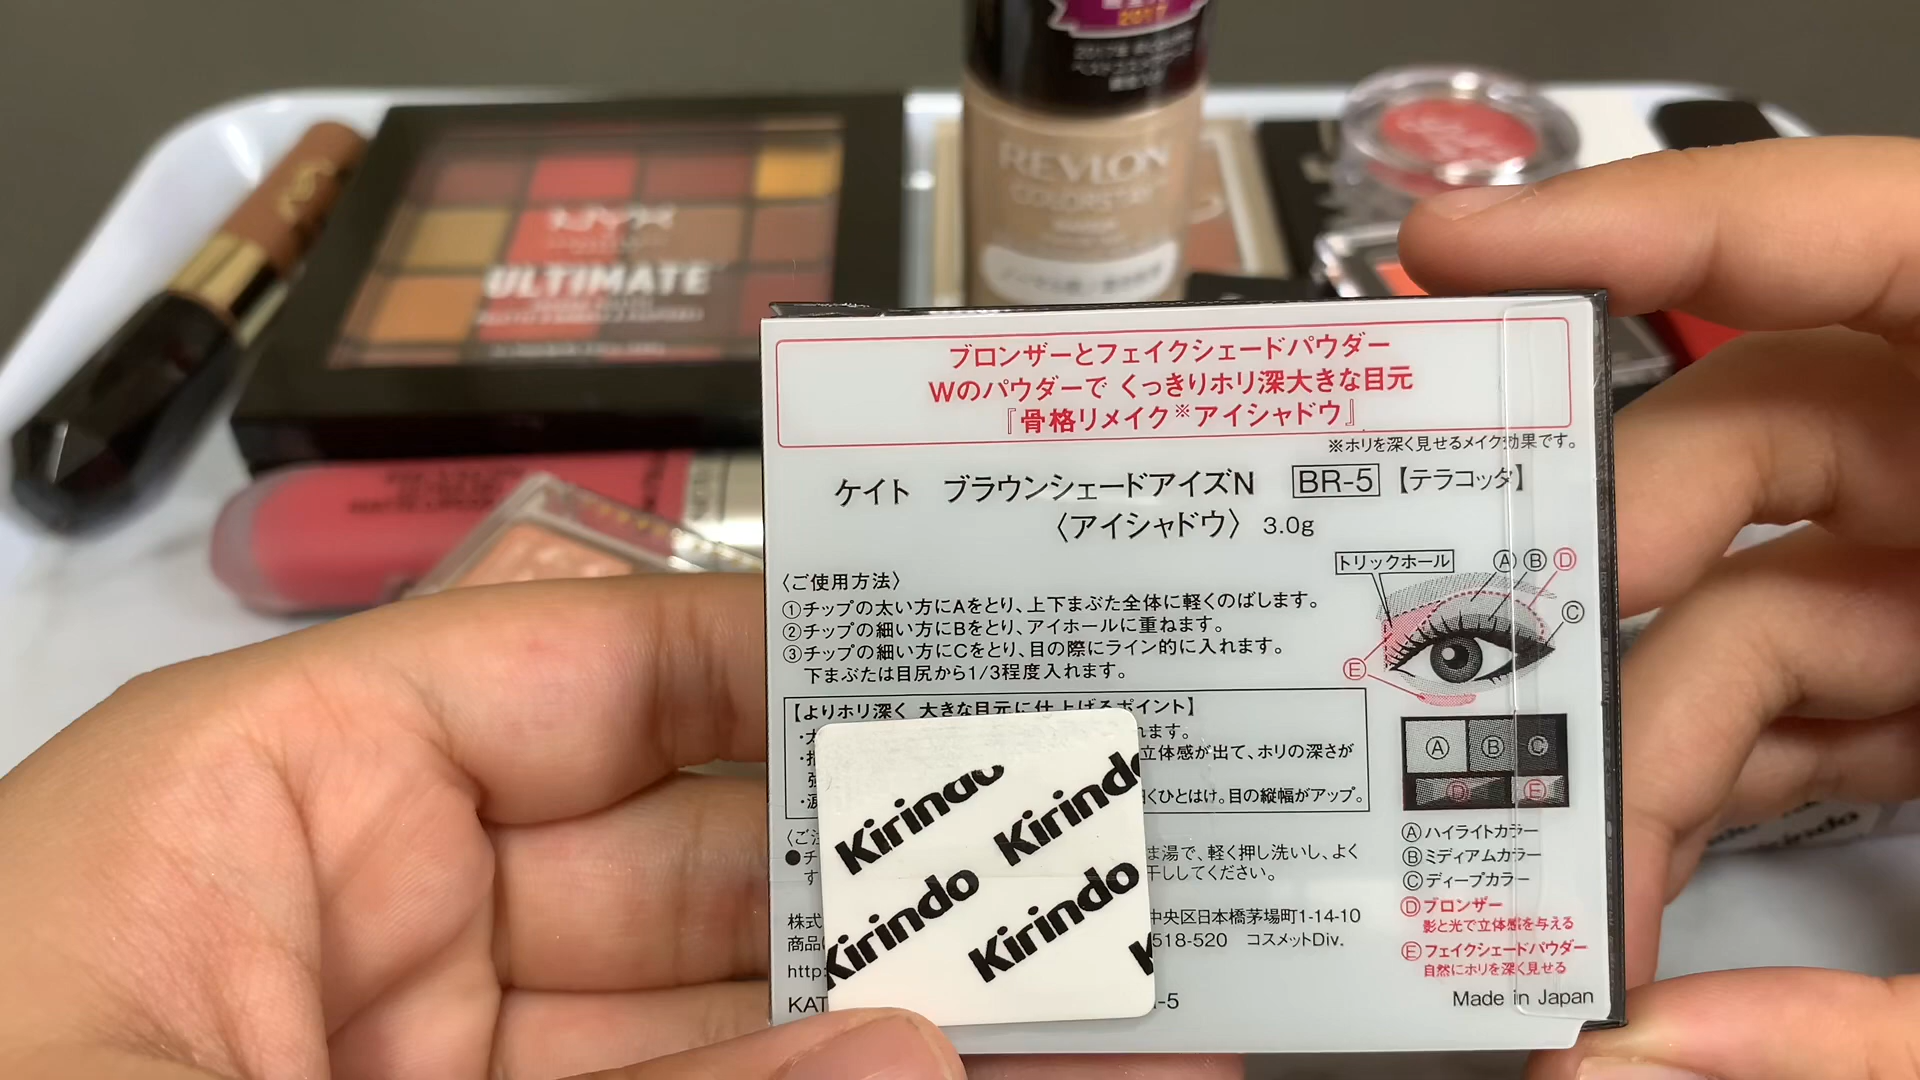 2017
REVLON
COLORSTAY
NYX
ULTIMATE
ブロンザーとフェイクシェードパウダー
Wのパウダーで くっきりホリ深大きな目元
『骨格リメイク※アイシャドウ』
※ホリを深く見せるメイク効果です。
ケイト ブラウンシェードアイズN BR-5 【テラコッタ】
〈アイシャドウ〉 3.0g
〈ご使用方法〉
①チップの太い方にAをとり、上下まぶた全体に軽くのばします。
②チップの細い方にBをとり、アイホールに重ねます。
③チップの細い方にCをとり、目の際にライン的に入れます。
下まぶたは目尻から1/3程度入れます。
トリックホール Ⓐ Ⓑ Ⓓ
Ⓒ
Ⓔ
【よりホリ深く 大きな目元に仕上げるポイント】
れます。
立体感が出て、ホリの深さが
くひとはけ。目の縦幅がアップ。
Ⓐ Ⓑ Ⓒ
Ⓓ Ⓔ
〈ご
ま湯で、軽く押し洗いし、よく
す 干ししてください。
株式 中央区日本橋茅場町1-14-10
商品 518-520 コスメットDiv.
http:
KAT -5
Ⓐハイライトカラー
Ⓑミディアムカラー
Ⓒディープカラー
Ⓓブロンザー
影と光で立体感を与える
Ⓔフェイクシェードパウダー
自然にホリを深く見せる
Made in Japan
Kirindo
Kirindo
Kirindo
Kirindo
Kirindo